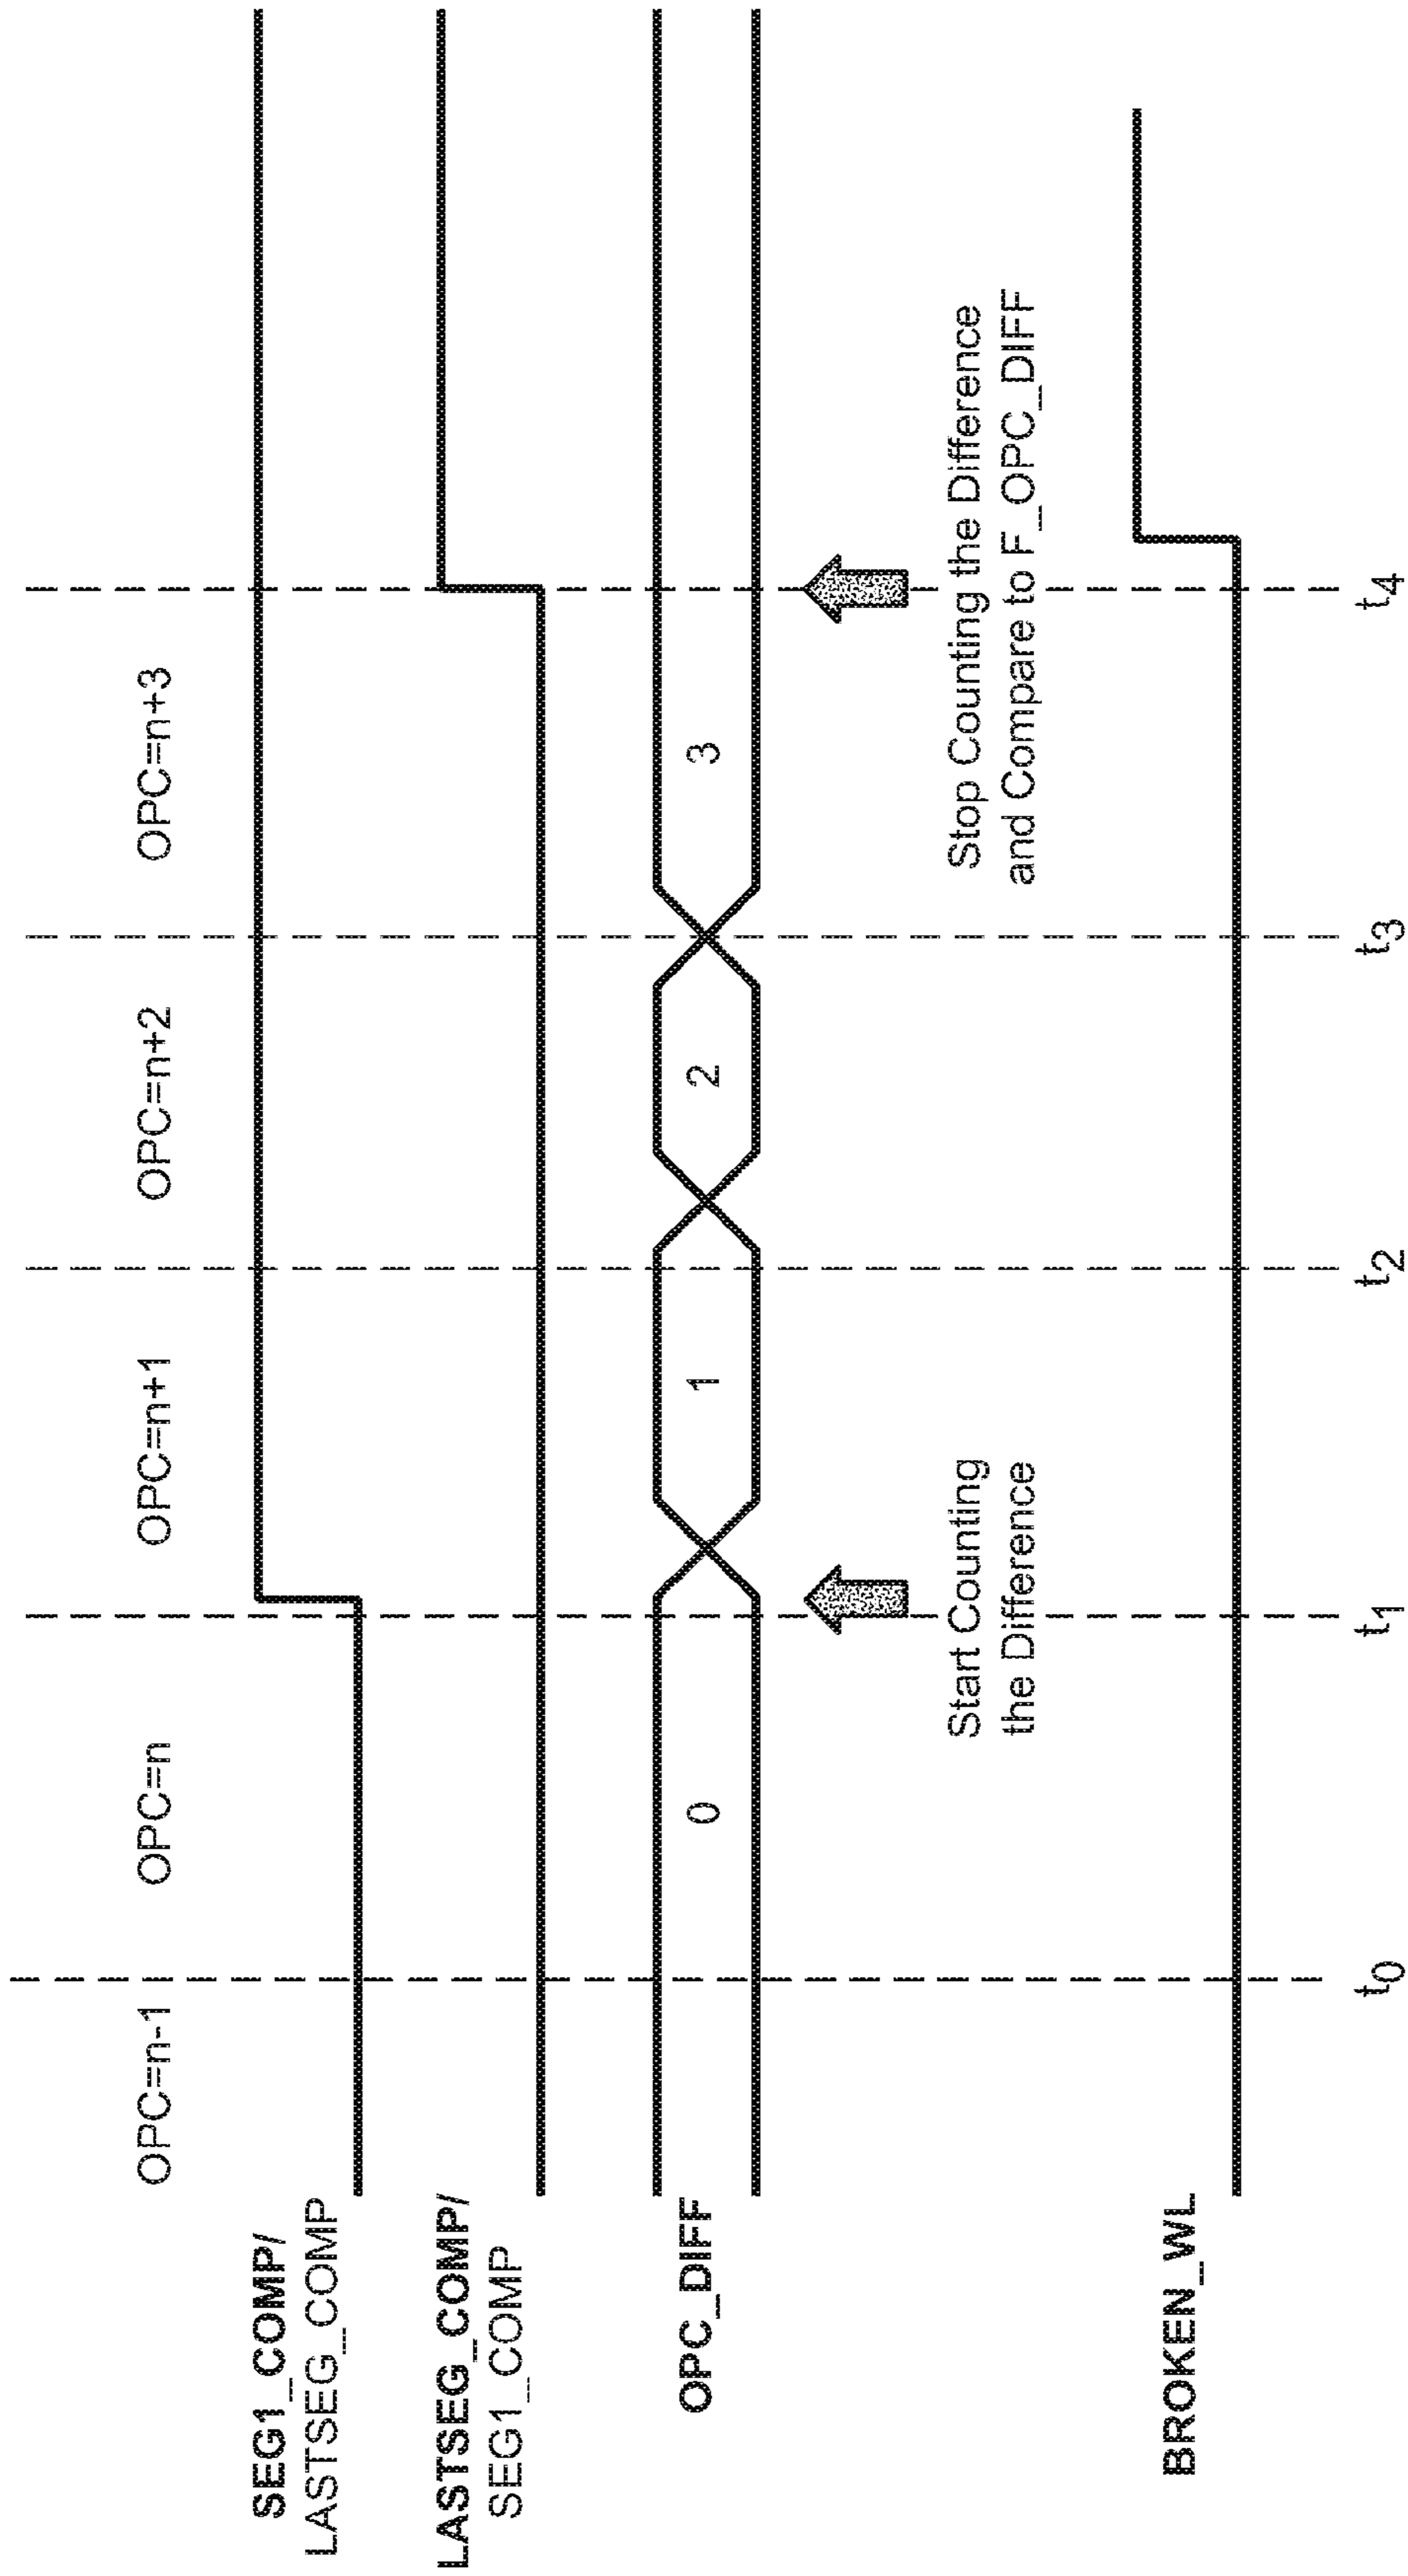 OPC=n-1 OPC=n OPC=n+1 OPC=n+2 OPC=n+3
SEG1_COMP/
LASTSEG_COMP
LASTSEG_COMP/
SEG1_COMP
OPC_DIFF 0 1 2 3
Start Counting
the Difference
Stop Counting the Difference
and Compare to F_OPC_DIFF
BROKEN_WL
t0 t1 t2 t3 t4